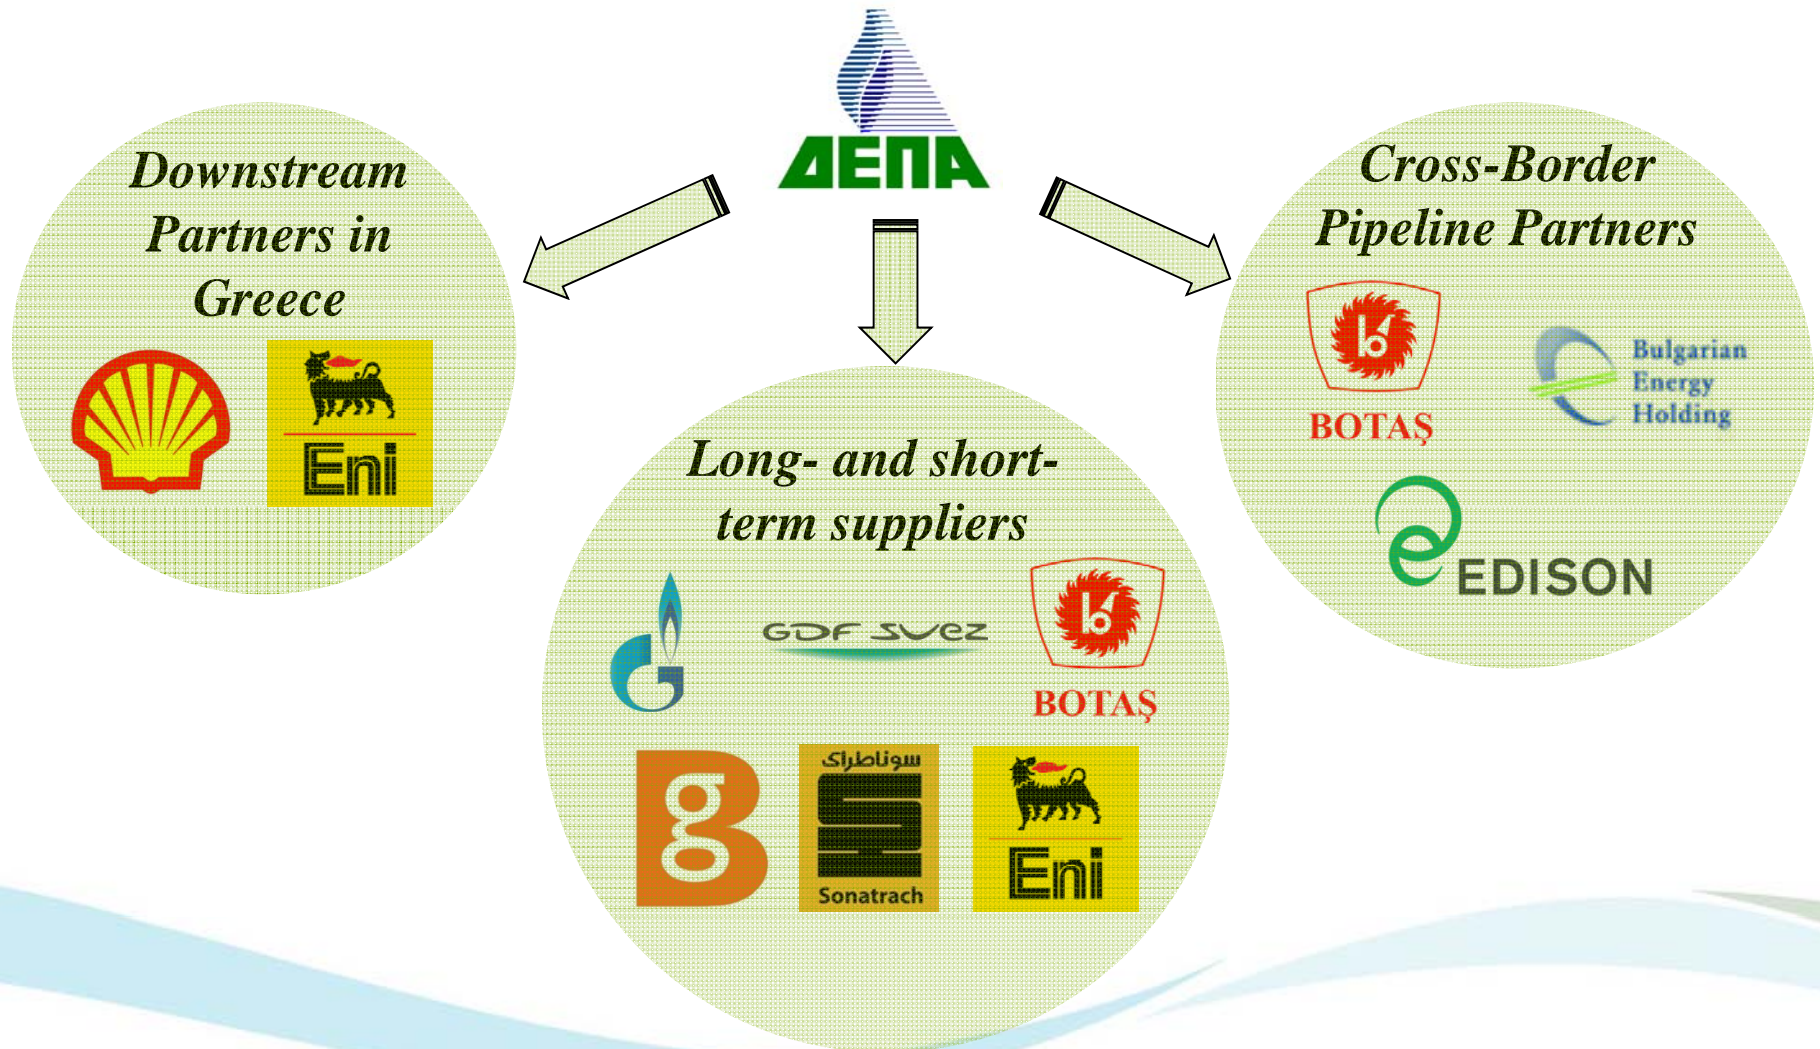 ΔΕΠΑ
Downstream
Partners in
Greece
Eni
Long- and short-
term suppliers
GDF SUEZ
BOTAŞ
Bg
سوناطراك
Sonatrach
Eni
Cross-Border
Pipeline Partners
BOTAŞ
Bulgarian
Energy
Holding
EDISON